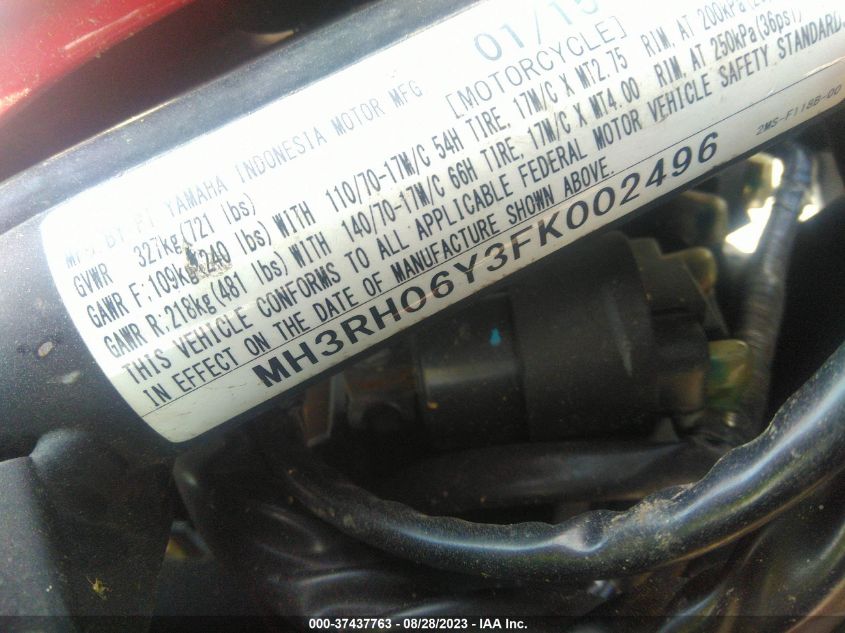 MFD. BY PT YAMAHA INDONESIA MOTOR MFG 01/15
GVWR 327kg(721 lbs) [MOTORCYCLE]
GAWR F:109kg(240 lbs) WITH 110/70-17M/C 54H TIRE, 17M/C X MT2.75 RIM, AT 200kPa
GAWR R:218kg(481 lbs) WITH 140/70-17M/C 66H TIRE, 17M/C X MT4.00 RIM, AT 250kPa(36psi)
THIS VEHICLE CONFORMS TO ALL APPLICABLE FEDERAL MOTOR VEHICLE SAFETY STANDARD
IN EFFECT ON THE DATE OF MANUFACTURE SHOWN ABOVE.
MH3RH06Y3FK002496 2MS-F118B-00
000-37437763 - 08/28/2023 - IAA Inc.